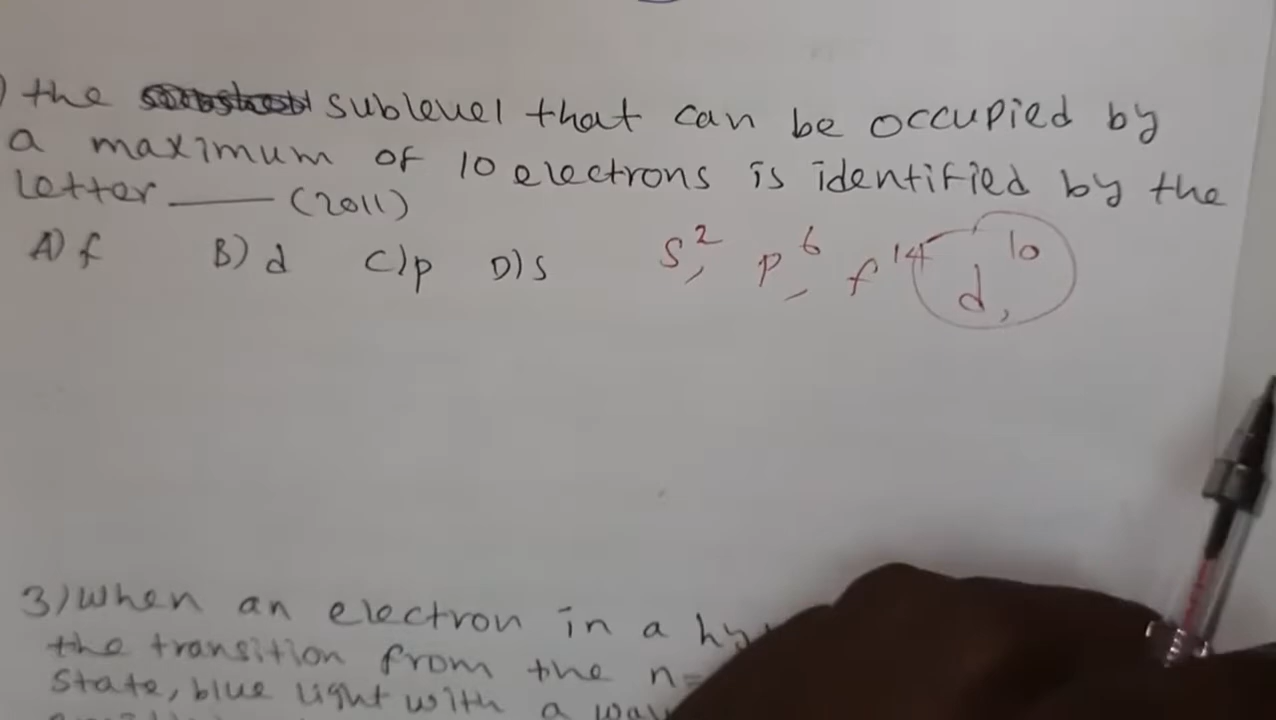 ) the sublevel that can be occupied by
a maximum of 10 electrons is identified by the
letter ___ (2011)
A) f B) d C) p D) s s², p⁶, f¹⁴ d¹⁰,
3) when an electron in a
the transition from the n=
state, blue light with a